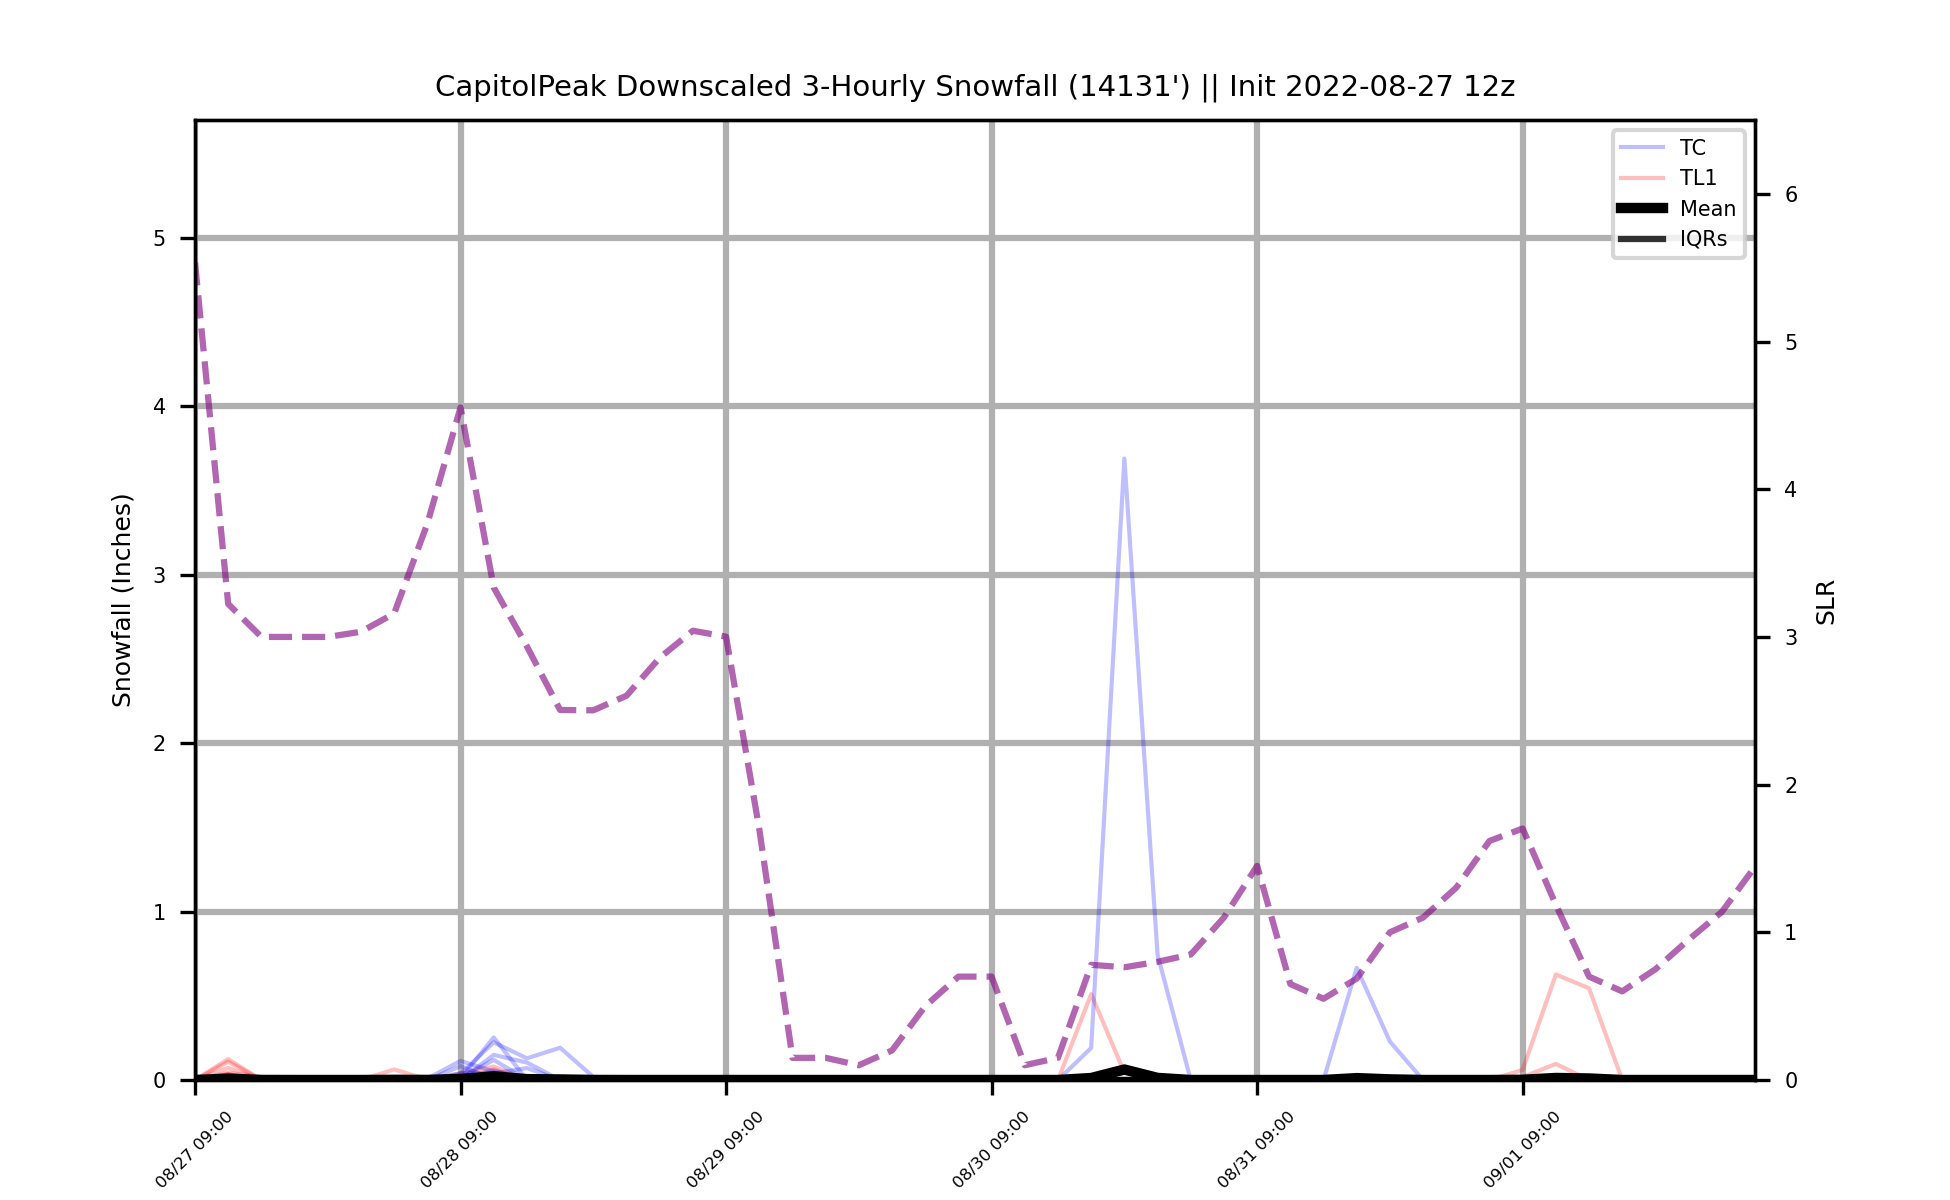 CapitolPeak Downscaled 3-Hourly Snowfall (14131') || Init 2022-08-27 12z
TC
TL1
Mean
IQRs
Snowfall (Inches)
5
4
3
2
1
0
6
5
4
3
2
1
0
SLR
08/27 09:00
08/28 09:00
08/29 09:00
08/30 09:00
08/31 09:00
09/01 09:00